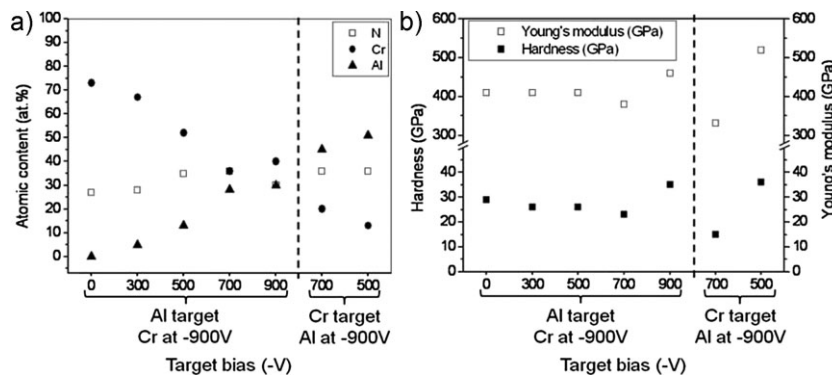 a)
100
90
80
70
60
50
40
30
20
10
0
Atomic content (at.%)
N
Cr
Al
0 300 500 700 900 700 500
Al target
Cr at -900V
Cr target
Al at -900V
Target bias (-V)
b)
600
500
400
300
40
30
20
10
0
Hardness (GPa)
Young's modulus (GPa)
Hardness (GPa)
600
500
400
300
40
30
20
10
0
Young's modulus (GPa)
0 300 500 700 900 700 500
Al target
Cr at -900V
Cr target
Al at -900V
Target bias (-V)